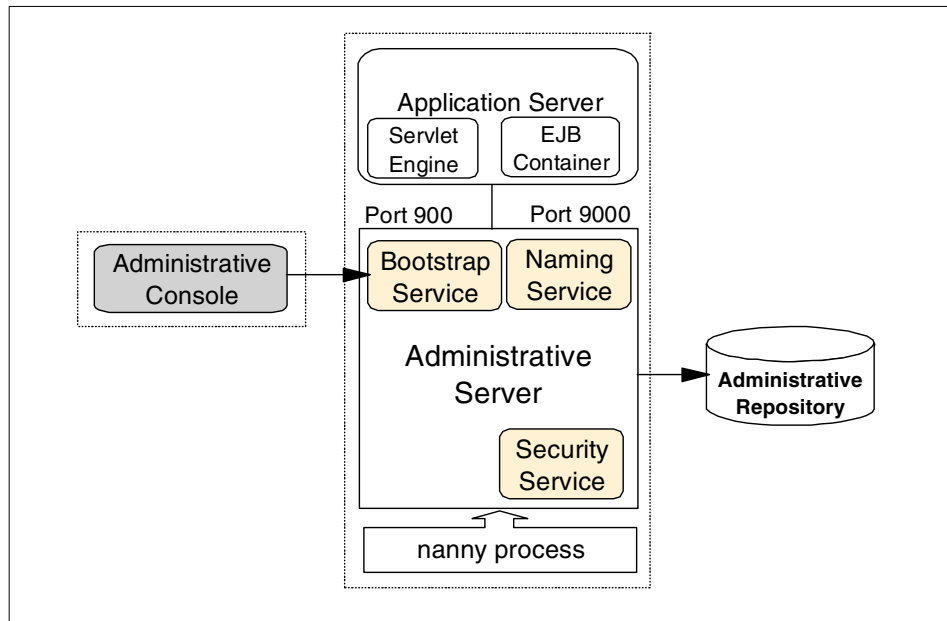 Application Server
Servlet
Engine
EJB
Container
Port 900
Port 9000
Administrative
Console
Bootstrap
Service
Naming
Service
Administrative
Server
Administrative
Repository
Security
Service
nanny process